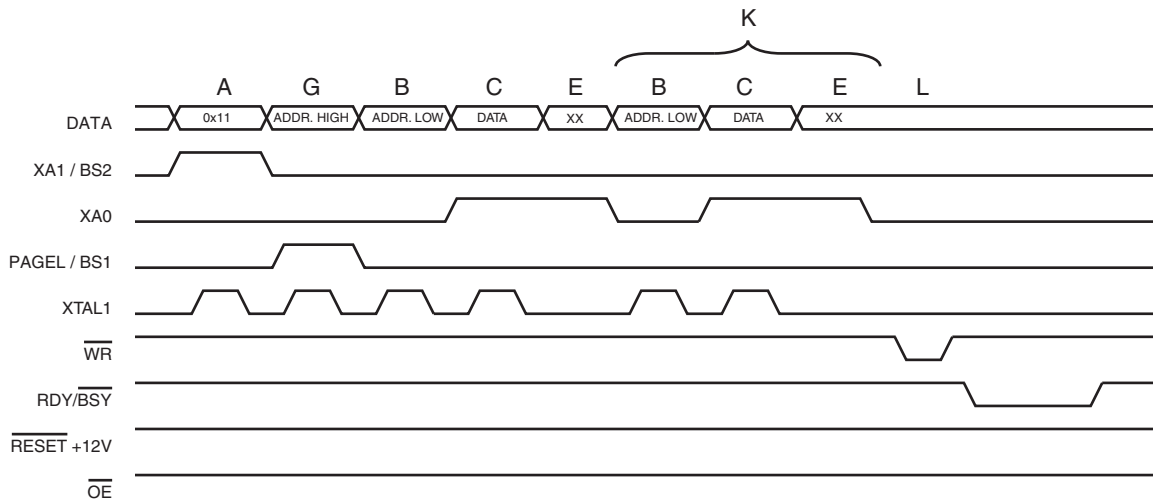 K
A G B C E B C E L
DATA 0x11 ADDR. HIGH ADDR. LOW DATA XX ADDR. LOW DATA XX
XA1 / BS2
XA0
PAGEL / BS1
XTAL1
WR
RDY/BSY
RESET +12V
OE